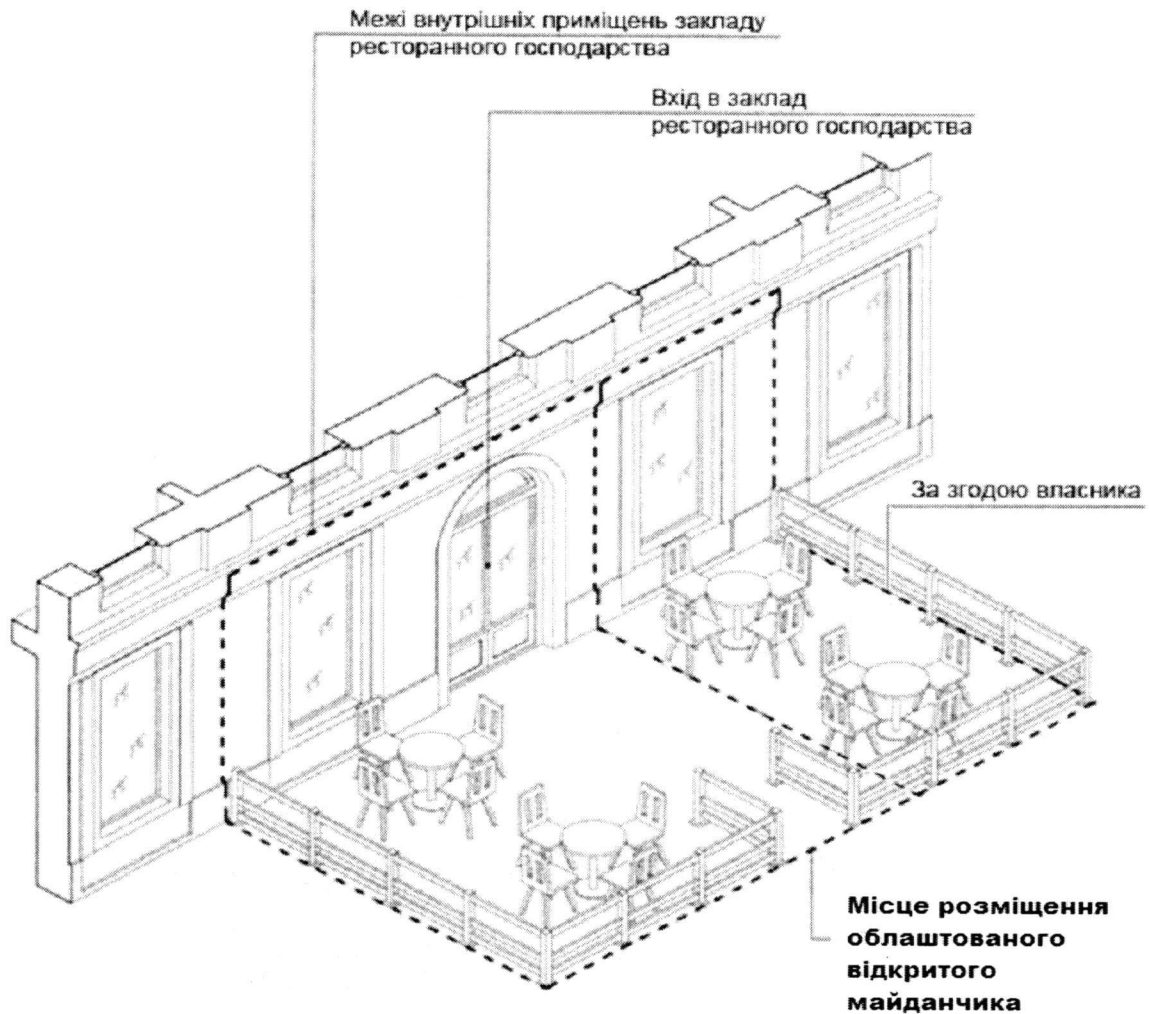 Межі внутрішніх приміщень закладу
ресторанного господарства
Вхід в заклад
ресторанного господарства
За згодою власника
Місце розміщення
облаштованого
відкритого
майданчика